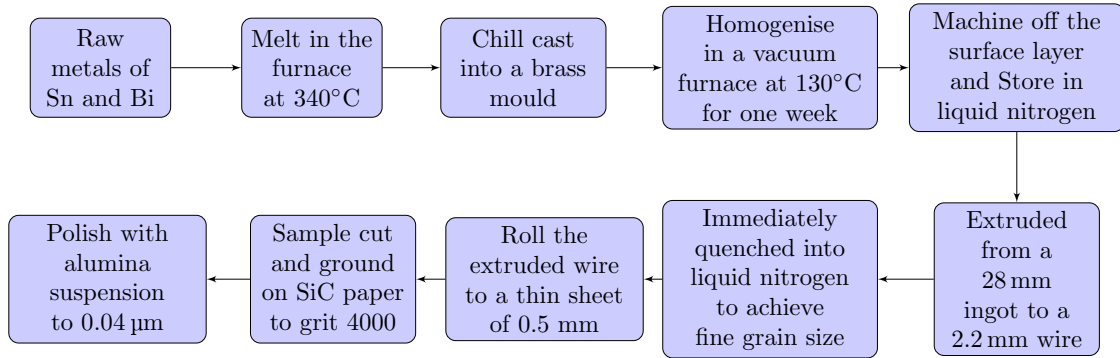 Raw
metals of
Sn and Bi
Melt in the
furnace
at 340°C
Chill cast
into a brass
mould
Homogenise
in a vacuum
furnace at 130°C
for one week
Machine off the
surface layer
and Store in
liquid nitrogen
Extruded
from a
28 mm
ingot to a
2.2 mm wire
Immediately
quenched into
liquid nitrogen
to achieve
fine grain size
Roll the
extruded wire
to a thin sheet
of 0.5 mm
Sample cut
and ground
on SiC paper
to grit 4000
Polish with
alumina
suspension
to 0.04 µm